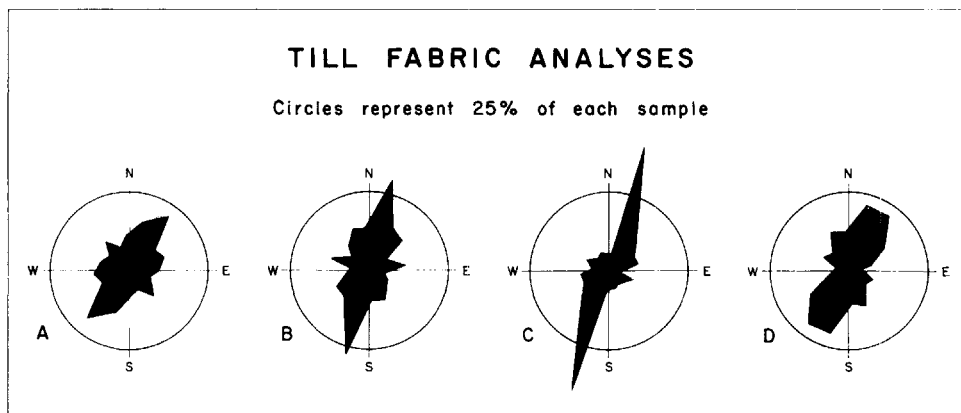 TILL FABRIC ANALYSES
Circles represent 25% of each sample
N N N N
W E W E W E W E
A B C D
S S S S